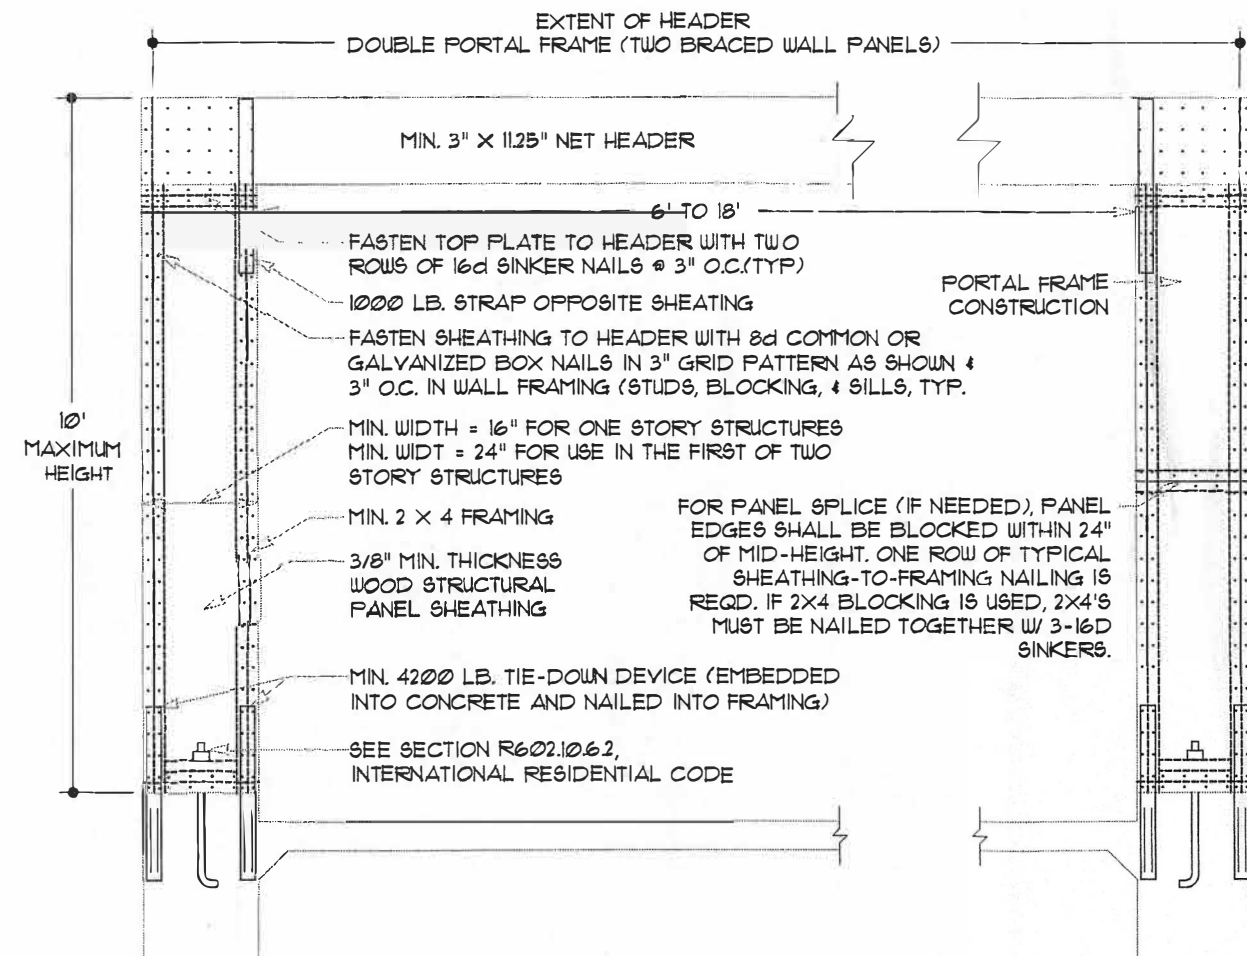 EXTENT OF HEADER
DOUBLE PORTAL FRAME (TWO BRACED WALL PANELS)
MIN. 3" X 11.25" NET HEADER
6' TO 18'
FASTEN TOP PLATE TO HEADER WITH TWO
ROWS OF 16d SINKER NAILS @ 3" O.C.(TYP)
1000 LB. STRAP OPPOSITE SHEATING
PORTAL FRAME
CONSTRUCTION
FASTEN SHEATHING TO HEADER WITH 8d COMMON OR
GALVANIZED BOX NAILS IN 3" GRID PATTERN AS SHOWN &
3" O.C. IN WALL FRAMING (STUDS, BLOCKING, & SILLS, TYP.
10'
MAXIMUM
HEIGHT
MIN. WIDTH = 16" FOR ONE STORY STRUCTURES
MIN. WIDT = 24" FOR USE IN THE FIRST OF TWO
STORY STRUCTURES
MIN. 2 X 4 FRAMING
3/8" MIN. THICKNESS
WOOD STRUCTURAL
PANEL SHEATHING
FOR PANEL SPLICE (IF NEEDED), PANEL
EDGES SHALL BE BLOCKED WITHIN 24"
OF MID-HEIGHT. ONE ROW OF TYPICAL
SHEATHING-TO-FRAMING NAILING IS
REQD. IF 2X4 BLOCKING IS USED, 2X4'S
MUST BE NAILED TOGETHER W/ 3-16D
SINKERS.
MIN. 4200 LB. TIE-DOWN DEVICE (EMBEDDED
INTO CONCRETE AND NAILED INTO FRAMING)
SEE SECTION R602.10.6.2,
INTERNATIONAL RESIDENTIAL CODE